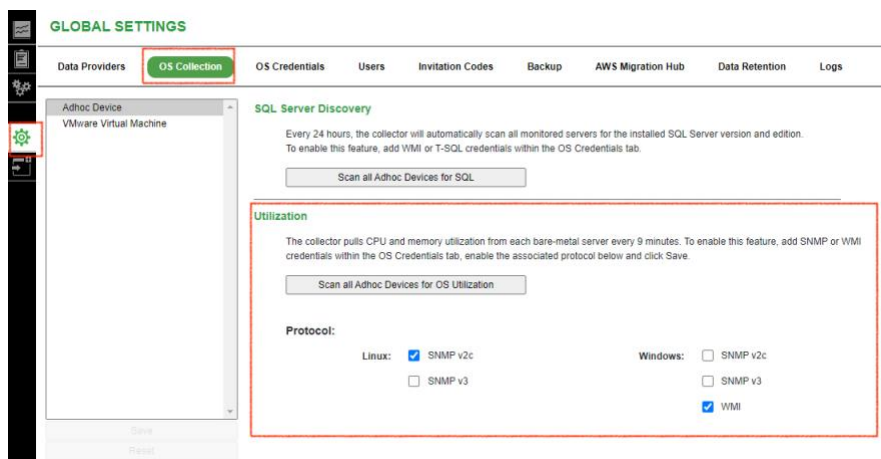 GLOBAL SETTINGS
Data Providers OS Collection OS Credentials Users Invitation Codes Backup AWS Migration Hub Data Retention Logs
Adhoc Device
VMware Virtual Machine
SQL Server Discovery
Every 24 hours, the collector will automatically scan all monitored servers for the installed SQL Server version and edition.
To enable this feature, add WMI or T-SQL credentials within the OS Credentials tab.
Scan all Adhoc Devices for SQL
Utilization
The collector pulls CPU and memory utilization from each bare-metal server every 9 minutes. To enable this feature, add SNMP or WMI
credentials within the OS Credentials tab, enable the associated protocol below and click Save.
Scan all Adhoc Devices for OS Utilization
Protocol:
Linux: SNMP v2c Windows: SNMP v2c
SNMP v3 SNMP v3
WMI
Save
Reset